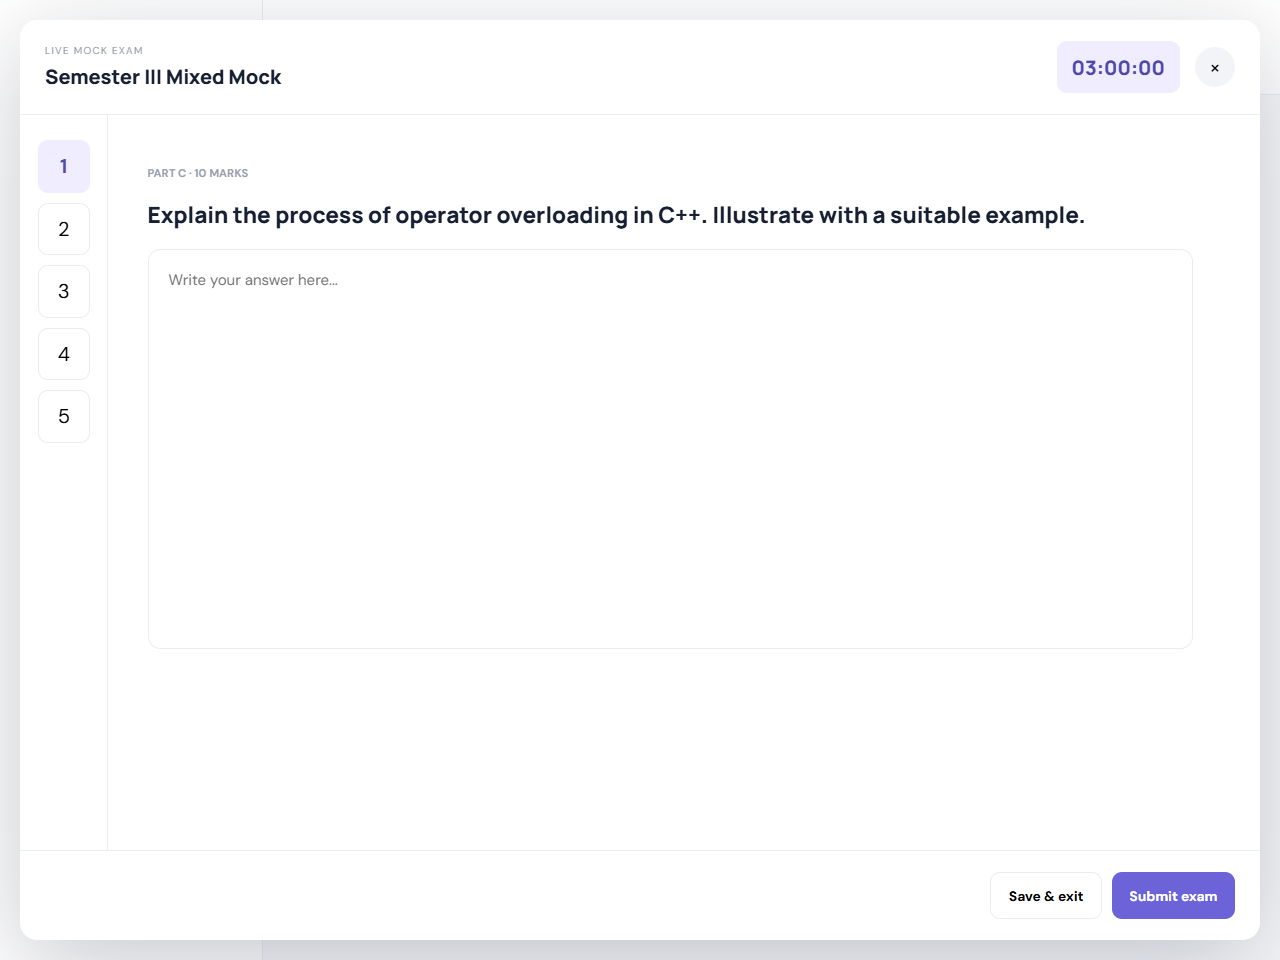 LIVE MOCK EXAM
Semester III Mixed Mock
03:00:00
×
1
2
3
4
5
PART C · 10 MARKS
Explain the process of operator overloading in C++. Illustrate with a suitable example.
Write your answer here...
Save & exit
Submit exam